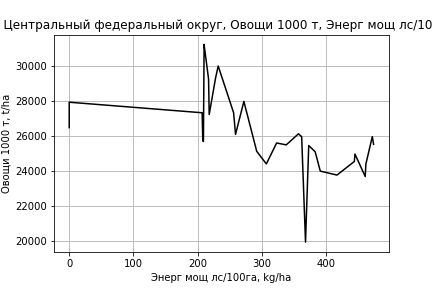 Центральный федеральный округ, Овощи 1000 т, Энерг мощ лс/10
30000
28000
26000
24000
22000
20000
Овощи 1000 т, t/ha
0 100 200 300 400
Энерг мощ лс/100га, kg/ha